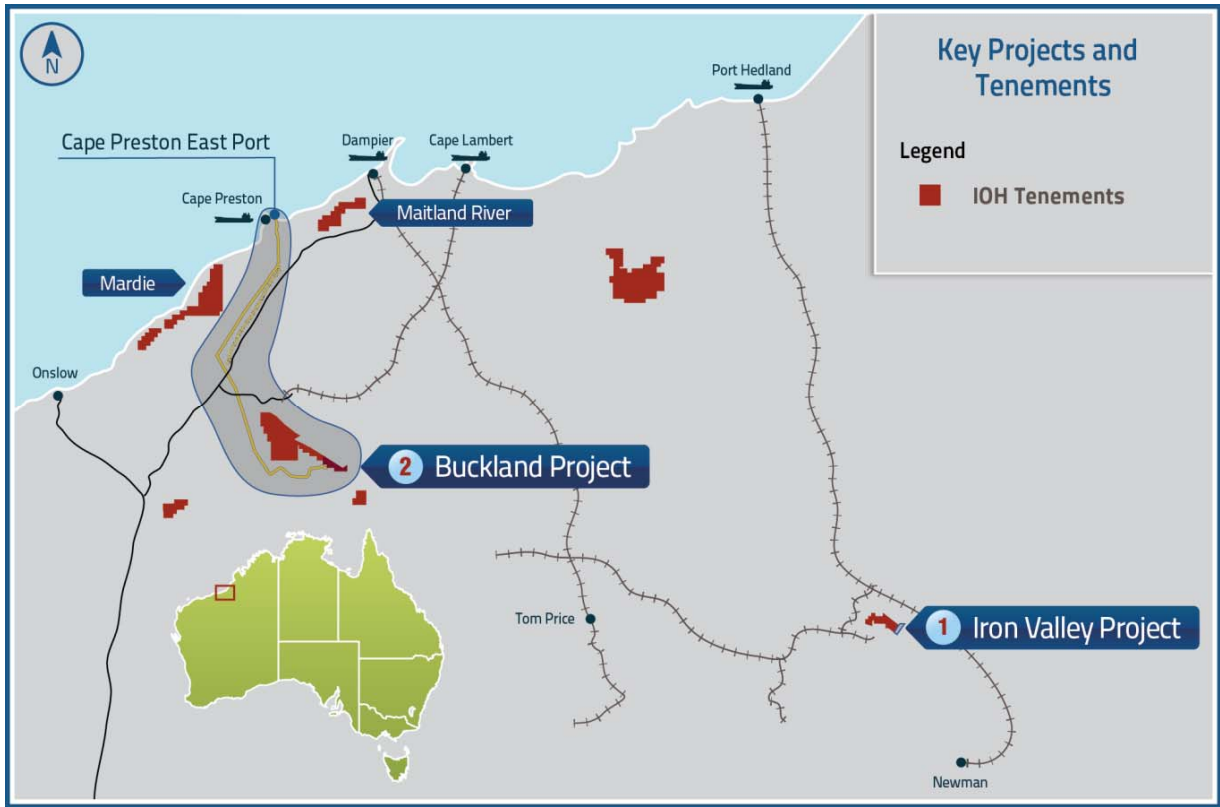 N
Key Projects and
Tenements
Legend
IOH Tenements
Port Hedland
Dampier
Cape Lambert
Cape Preston East Port
Cape Preston
Maitland River
Mardie
Onslow
2 Buckland Project
Tom Price
1 Iron Valley Project
Newman